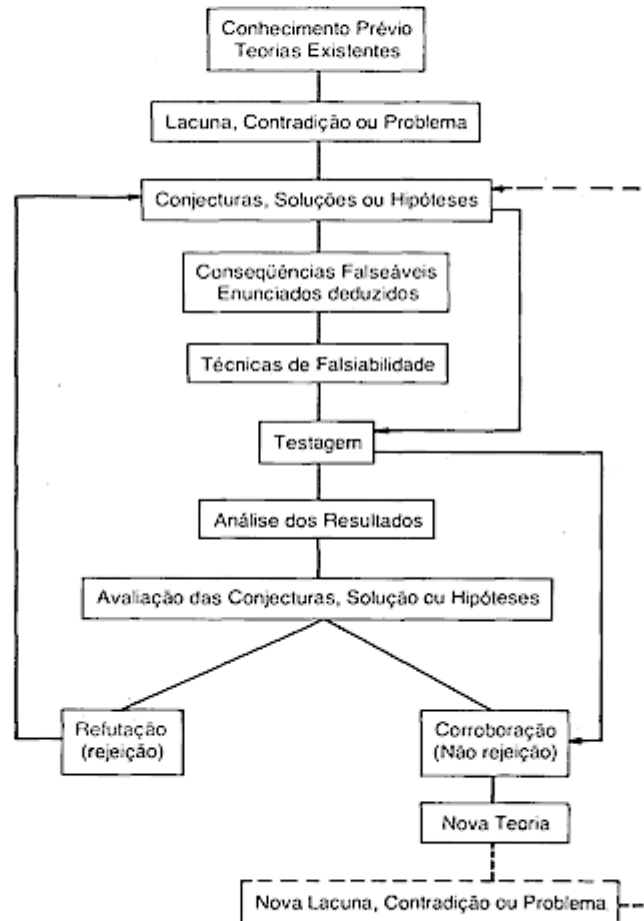 Conhecimento Prévio
Teorias Existentes
Lacuna, Contradição ou Problema
Conjecturas, Soluções ou Hipóteses
Conseqüências Falseáveis
Enunciados deduzidos
Técnicas de Falsiabilidade
Testagem
Análise dos Resultados
Avaliação das Conjecturas, Solução ou Hipóteses
Refutação
(rejeição)
Corroboração
(Não rejeição)
Nova Teoria
Nova Lacuna, Contradição ou Problema